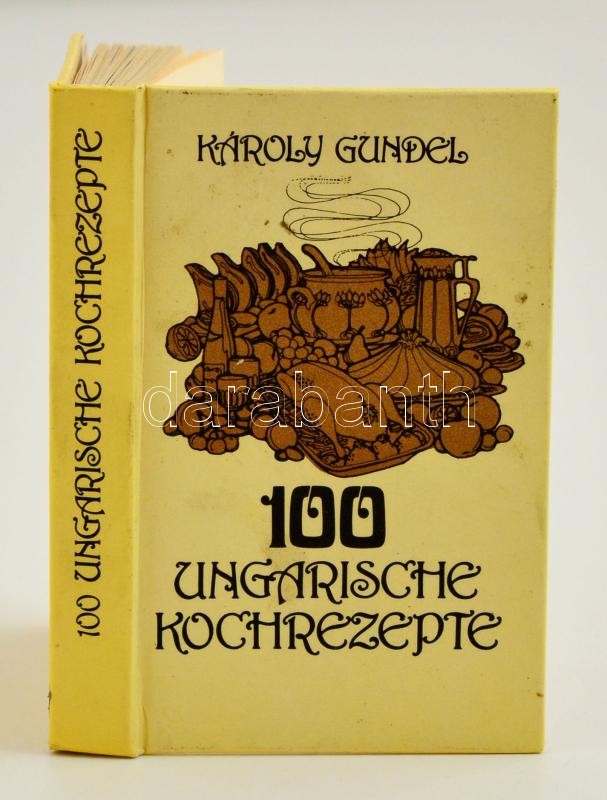 KÁROLY GUNDEL
100
UNGARISCHE
KOCHREZEPTE
100 UNGARISCHE KOCHREZEPTE
darabanth